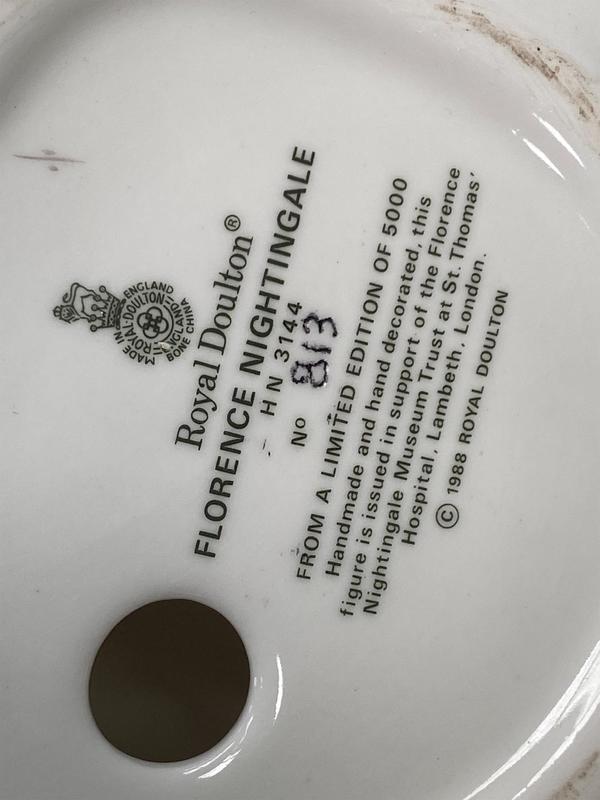 MADE IN ENGLAND
ROYAL·DOULTON
ENGLAND
BONE CHINA
Royal Doulton®
FLORENCE NIGHTINGALE
HN 3144
No 813
FROM A LIMITED EDITION OF 5000
Handmade and hand decorated, this
figure is issued in support of the Florence
Nightingale Museum Trust at St. Thomas'
Hospital, Lambeth, London.
© 1988 ROYAL DOULTON